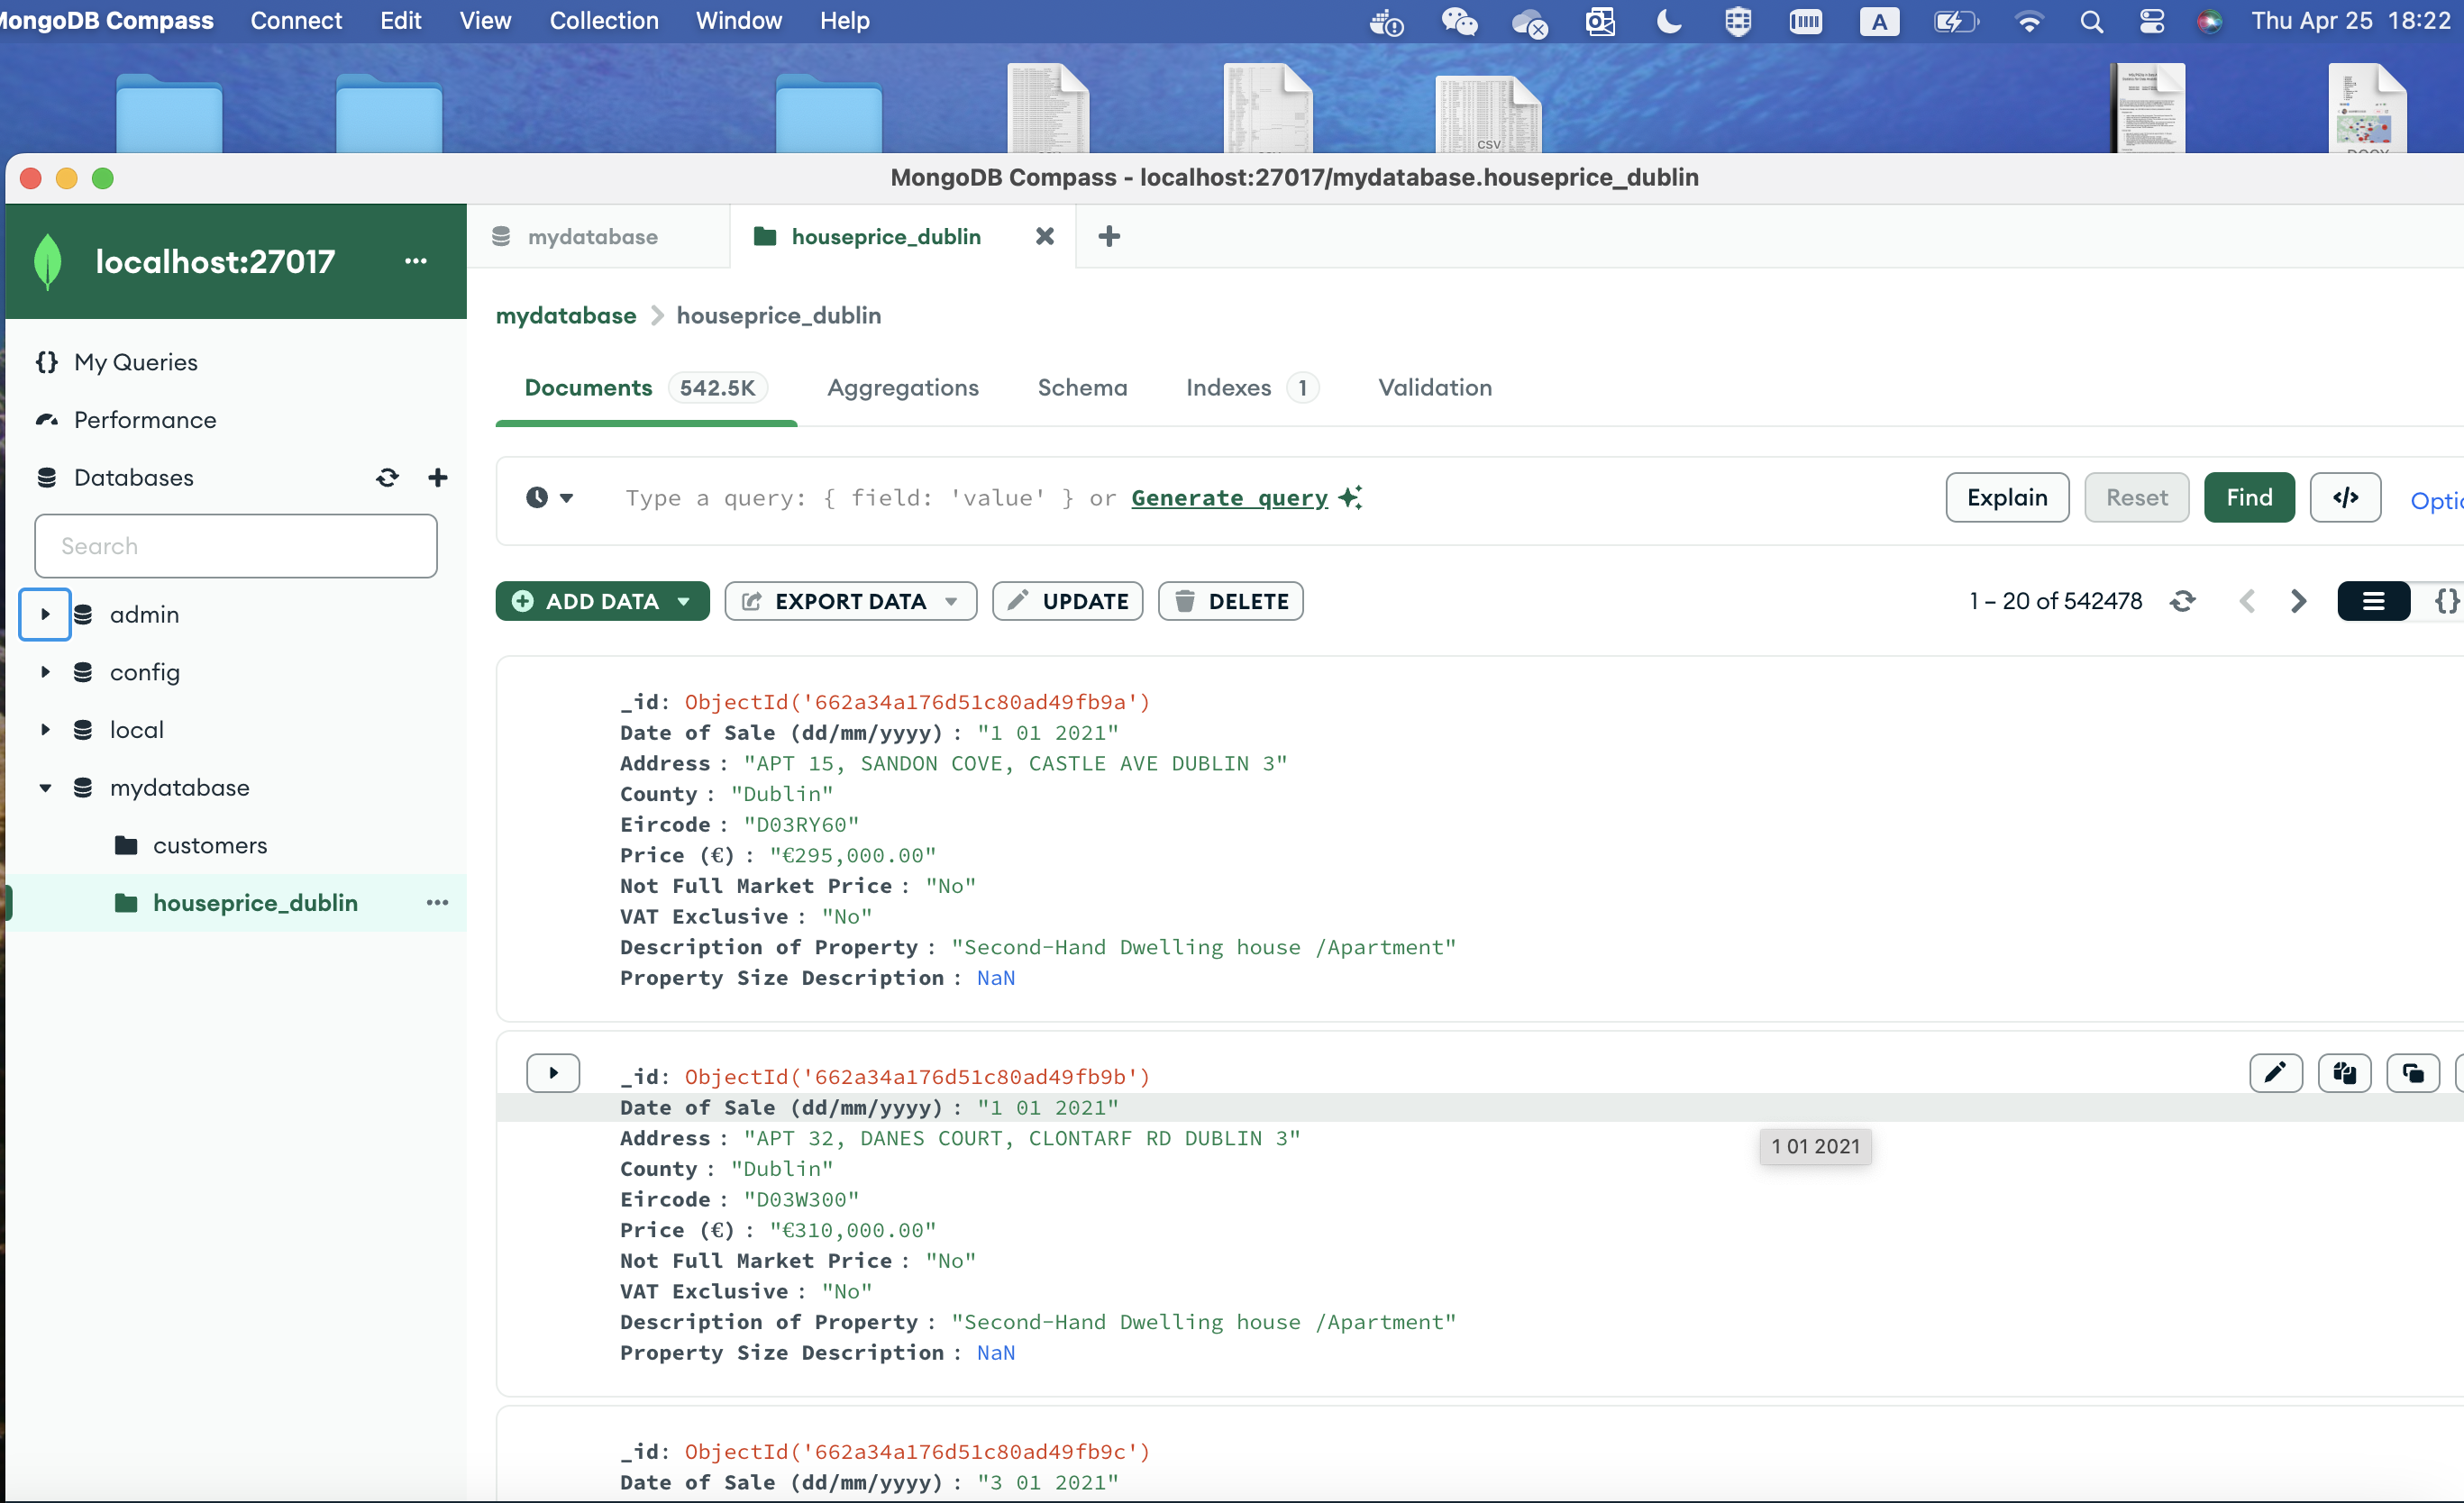 MongoDB Compass Connect Edit View Collection Window Help A Thu Apr 25 18:22
CSV
MongoDB Compass - localhost:27017/mydatabase.houseprice_dublin
localhost:27017 ...
mydatabase houseprice_dublin
mydatabase > houseprice_dublin
{} My Queries
Performance
Databases
Search
admin
config
local
mydatabase
customers
houseprice_dublin ...
Documents 542.5K Aggregations Schema Indexes 1 Validation
Type a query: { field: 'value' } or Generate query
Explain Reset Find </>
ADD DATA EXPORT DATA UPDATE DELETE
1 – 20 of 542478 {}
_id: ObjectId('662a34a176d51c80ad49fb9a')
Date of Sale (dd/mm/yyyy) : "1 01 2021"
Address : "APT 15, SANDON COVE, CASTLE AVE DUBLIN 3"
County : "Dublin"
Eircode : "D03RY60"
Price (€) : "€295,000.00"
Not Full Market Price : "No"
VAT Exclusive : "No"
Description of Property : "Second-Hand Dwelling house /Apartment"
Property Size Description : NaN
_id: ObjectId('662a34a176d51c80ad49fb9b')
Date of Sale (dd/mm/yyyy) : "1 01 2021"
Address : "APT 32, DANES COURT, CLONTARF RD DUBLIN 3"
1 01 2021
County : "Dublin"
Eircode : "D03W300"
Price (€) : "€310,000.00"
Not Full Market Price : "No"
VAT Exclusive : "No"
Description of Property : "Second-Hand Dwelling house /Apartment"
Property Size Description : NaN
_id: ObjectId('662a34a176d51c80ad49fb9c')
Date of Sale (dd/mm/yyyy) : "3 01 2021"